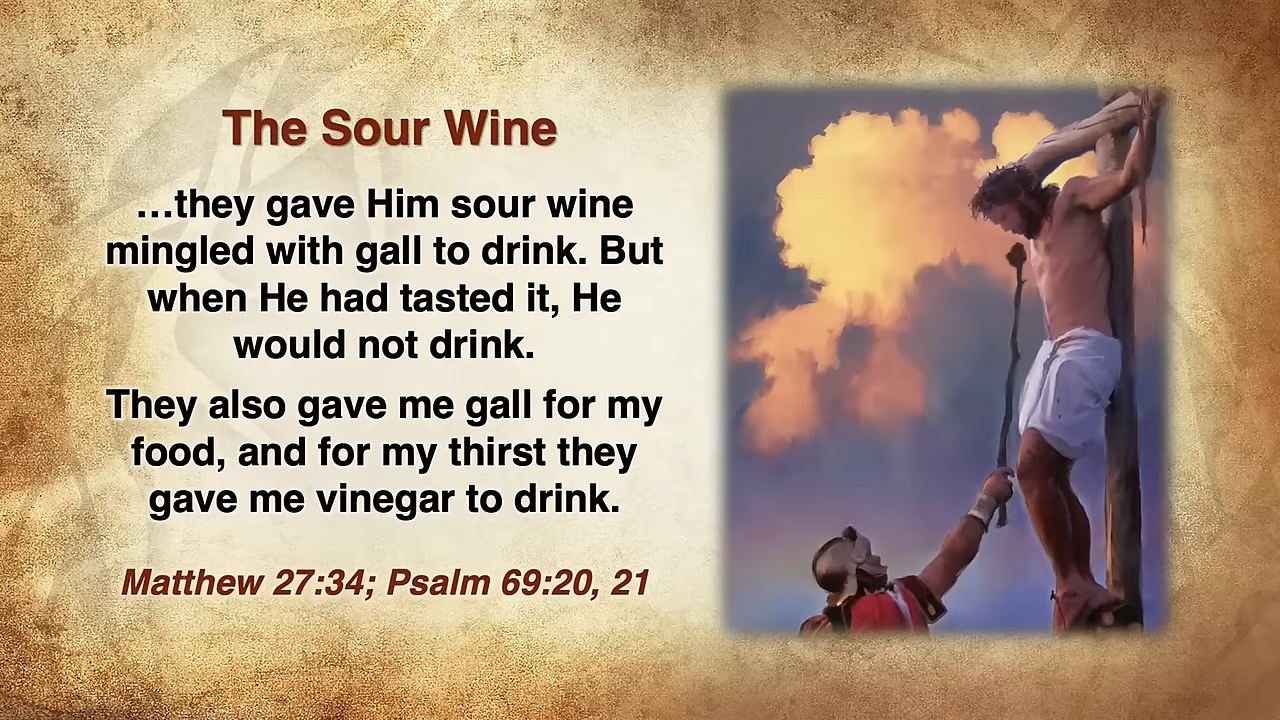 The Sour Wine
…they gave Him sour wine
mingled with gall to drink. But
when He had tasted it, He
would not drink.
They also gave me gall for my
food, and for my thirst they
gave me vinegar to drink.
Matthew 27:34; Psalm 69:20, 21